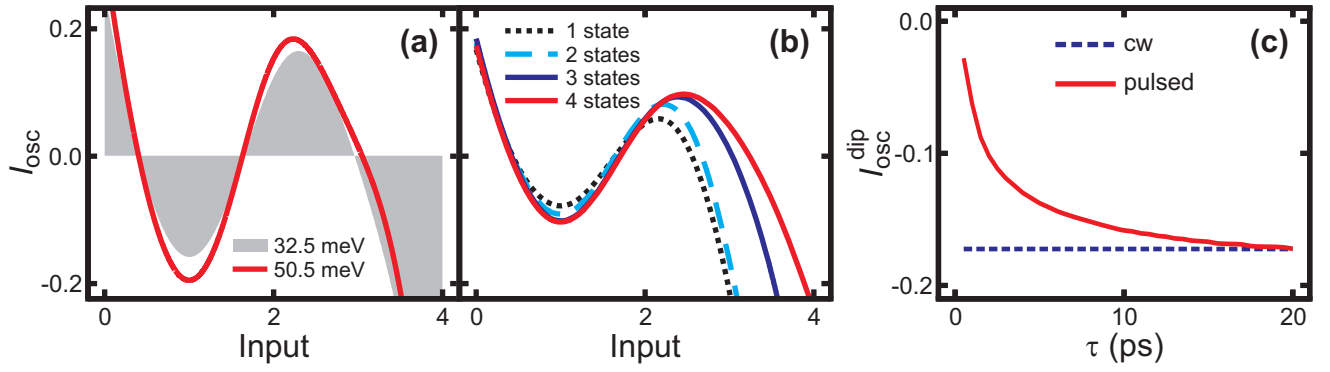 0.2
0.0
-0.2
I_osc
(a)
32.5 meV
50.5 meV
0
2
4
Input
(b)
1 state
2 states
3 states
4 states
0
2
4
Input
(c)
cw
pulsed
0.0
-0.1
-0.2
I_osc^dip
0
10
20
τ (ps)